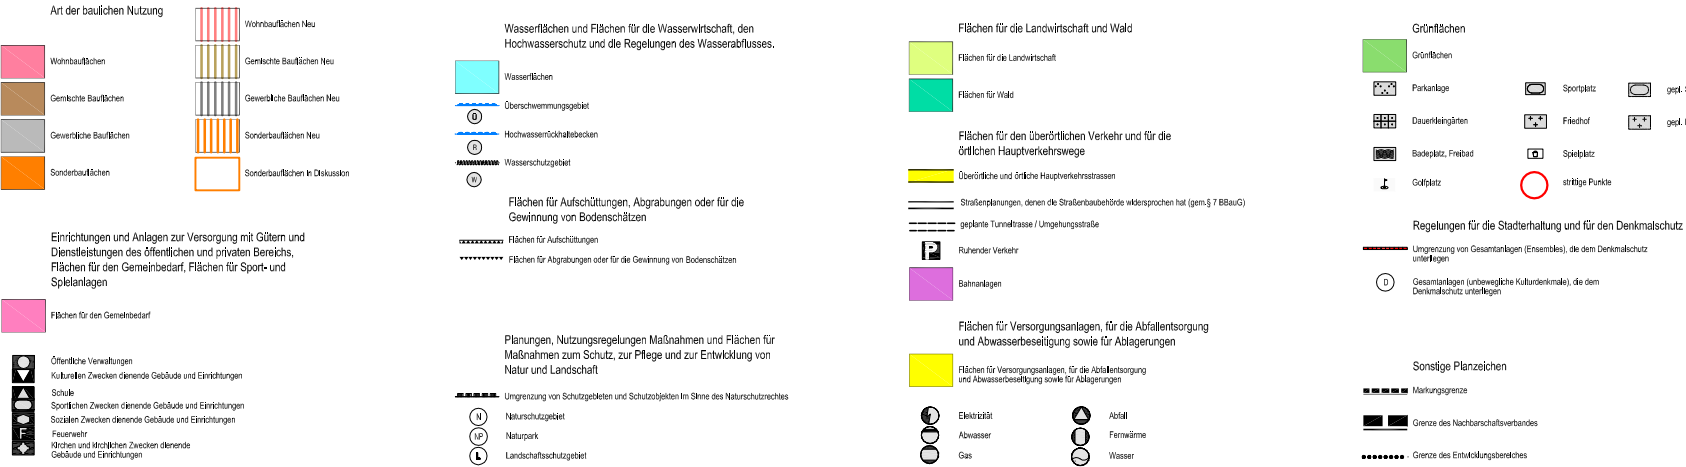 Art der baulichen Nutzung
Wohnbauflächen Neu
Wohnbauflächen
Gemischte Bauflächen Neu
Gemischte Bauflächen
Gewerbliche Bauflächen Neu
Gewerbliche Bauflächen
Sonderbauflächen Neu
Sonderbauflächen
Sonderbauflächen in Diskussion
Einrichtungen und Anlagen zur Versorgung mit Gütern und
Dienstleistungen des öffentlichen und privaten Bereichs,
Flächen für den Gemeinbedarf, Flächen für Sport- und
Spielanlagen
Flächen für den Gemeinbedarf
Öffentliche Verwaltungen
Kulturellen Zwecken dienende Gebäude und Einrichtungen
Schule
Sportlichen Zwecken dienende Gebäude und Einrichtungen
Sozialen Zwecken dienende Gebäude und Einrichtungen
F Feuerwehr
Kirchen und kirchlichen Zwecken dienende
Gebäude und Einrichtungen
Wasserflächen und Flächen für die Wasserwirtschaft, den
Hochwasserschutz und die Regelungen des Wasserabflusses.
Wasserflächen
Überschwemmungsgebiet
Ü
Hochwasserrückhaltebecken
R
Wasserschutzgebiet
W
Flächen für Aufschüttungen, Abgrabungen oder für die
Gewinnung von Bodenschätzen
Flächen für Aufschüttungen
Flächen für Abgrabungen oder für die Gewinnung von Bodenschätzen
Planungen, Nutzungsregelungen Maßnahmen und Flächen für
Maßnahmen zum Schutz, zur Pflege und zur Entwicklung von
Natur und Landschaft
Umgrenzung von Schutzgebieten und Schutzobjekten im Sinne des Naturschutzrechtes
N Naturschutzgebiet
NP Naturpark
L Landschaftsschutzgebiet
Flächen für die Landwirtschaft und Wald
Flächen für die Landwirtschaft
Flächen für Wald
Flächen für den überörtlichen Verkehr und für die
örtlichen Hauptverkehrswege
Überörtliche und örtliche Hauptverkehrsstrassen
Straßenplanungen, denen die Straßenbaubehörde widersprochen hat (gem.§ 7 BBauG)
geplante Tunneltrasse / Umgehungsstraße
P Ruhender Verkehr
Bahnanlagen
Flächen für Versorgungsanlagen, für die Abfallentsorgung
und Abwasserbeseitigung sowie für Ablagerungen
Flächen für Versorgungsanlagen, für die Abfallentsorgung
und Abwasserbeseitigung sowie für Ablagerungen
Elektrizität
Abfall
Abwasser
Fernwärme
Gas
Wasser
Grünflächen
Grünflächen
Parkanlage
Sportplatz
gepl.
Dauerkleingärten
Friedhof
gepl.
Badeplatz, Freibad
Spielplatz
Golfplatz
strittige Punkte
Regelungen für die Stadterhaltung und für den Denkmalschutz
Umgrenzung von Gesamtanlagen (Ensembles), die dem Denkmalschutz
unterliegen
D Gesamtanlagen (unbewegliche Kulturdenkmale), die dem
Denkmalschutz unterliegen
Sonstige Planzeichen
Markungsgrenze
Grenze des Nachbarschaftsverbandes
Grenze des Entwicklungsbereiches